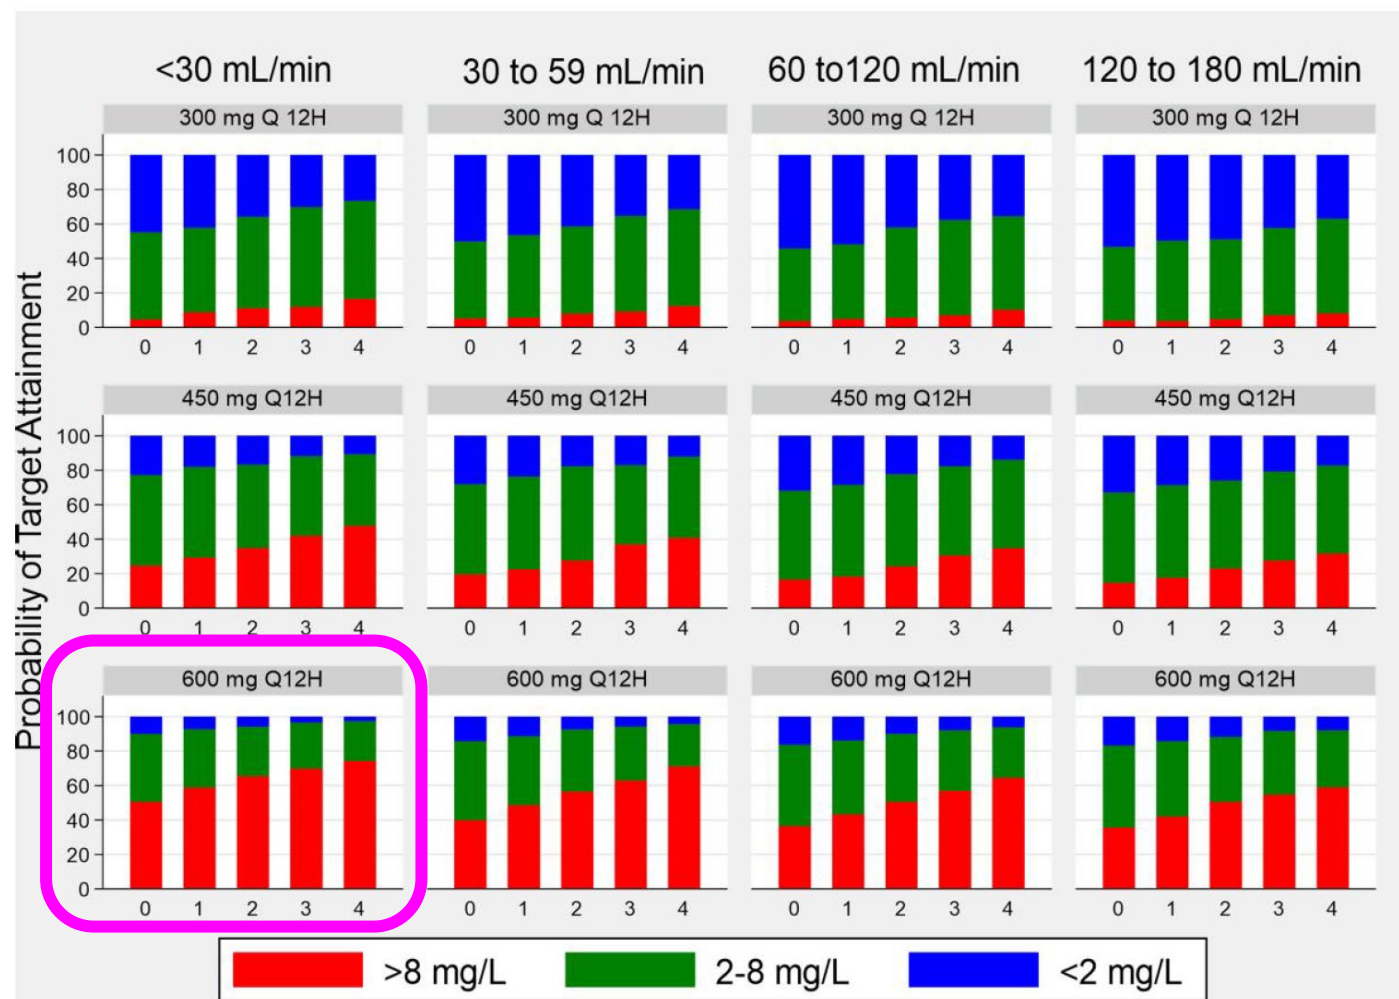 <30 mL/min 30 to 59 mL/min 60 to120 mL/min 120 to 180 mL/min
300 mg Q 12H 300 mg Q 12H 300 mg Q 12H 300 mg Q 12H
100
80
60
40
20
0
0 1 2 3 4 0 1 2 3 4 0 1 2 3 4 0 1 2 3 4
Probability of Target Attainment
450 mg Q12H 450 mg Q12H 450 mg Q12H 450 mg Q12H
100
80
60
40
20
0
0 1 2 3 4 0 1 2 3 4 0 1 2 3 4 0 1 2 3 4
600 mg Q12H 600 mg Q12H 600 mg Q12H 600 mg Q12H
100
80
60
40
20
0
0 1 2 3 4 0 1 2 3 4 0 1 2 3 4 0 1 2 3 4
>8 mg/L 2-8 mg/L <2 mg/L